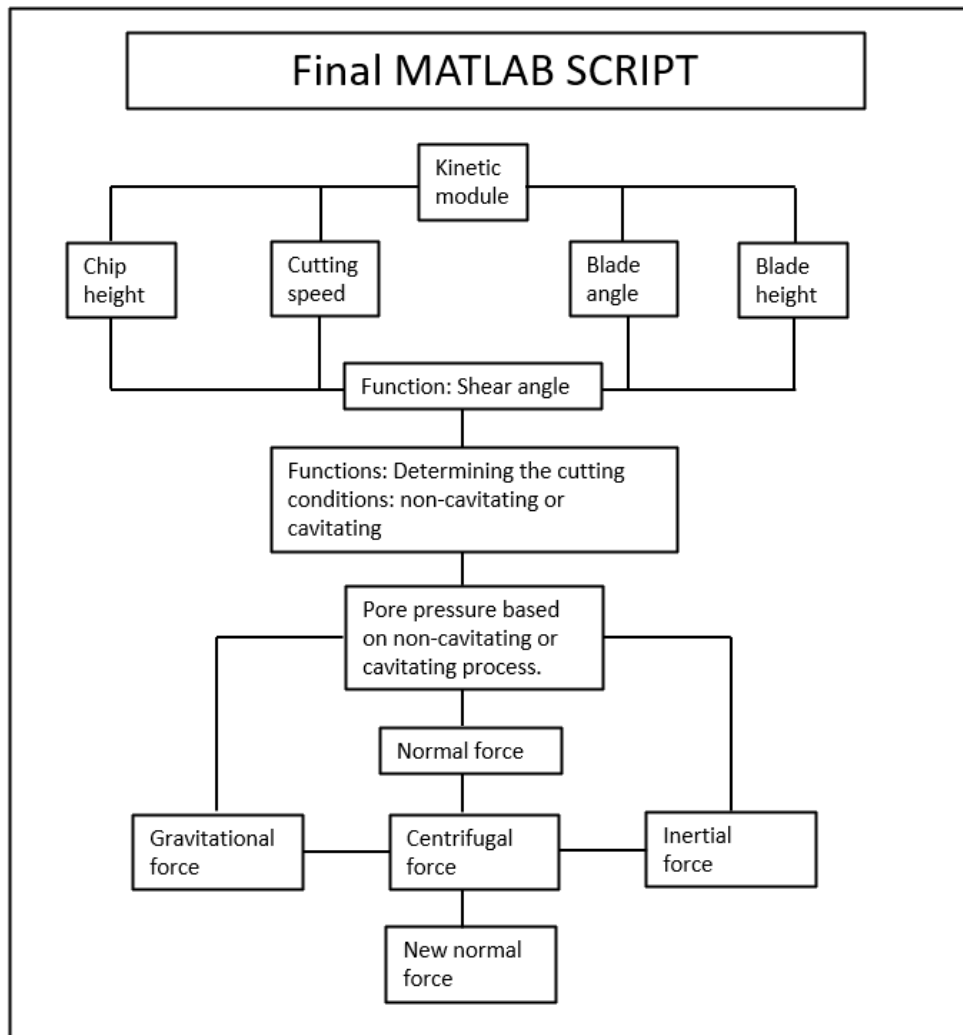 Final MATLAB SCRIPT
Kinetic
module
Chip
height
Cutting
speed
Blade
angle
Blade
height
Function: Shear angle
Functions: Determining the cutting
conditions: non-cavitating or
cavitating
Pore pressure based
on non-cavitating or
cavitating process.
Normal force
Gravitational
force
Centrifugal
force
Inertial
force
New normal
force